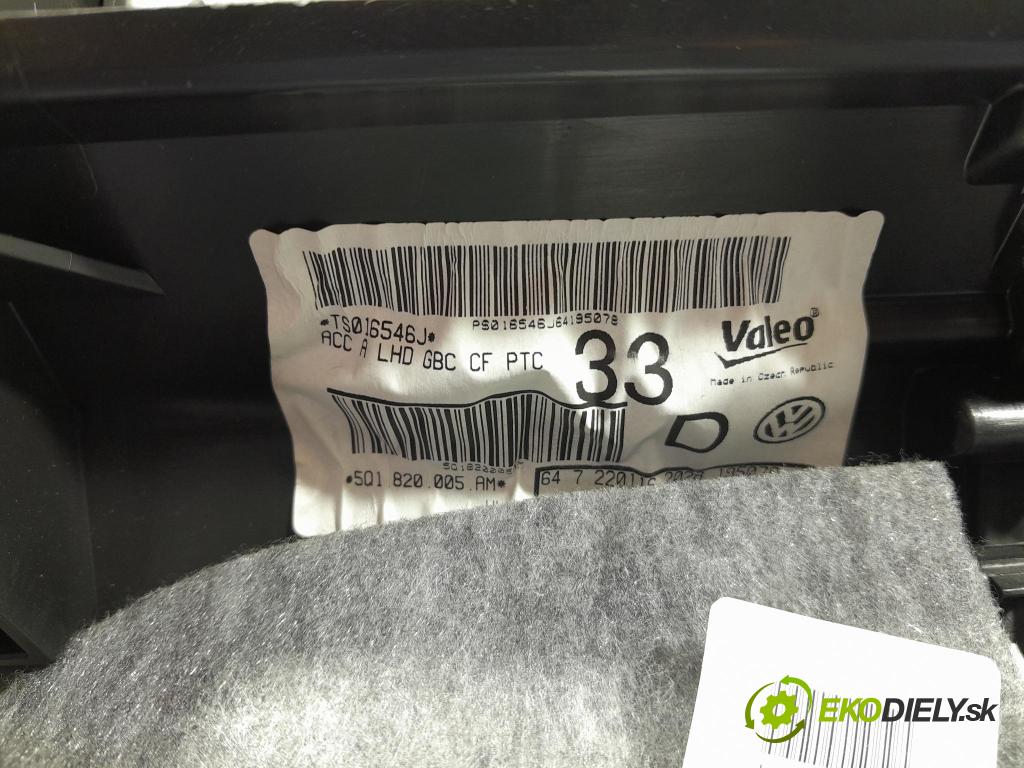 *TS016546J*
PS016546J64195078
ACC A LHD GBC CF PTC
33
Valeo®
Made in Czech Republic
D
*5Q1.820.005.AM*
64 7 220116
EKODIELY.sk